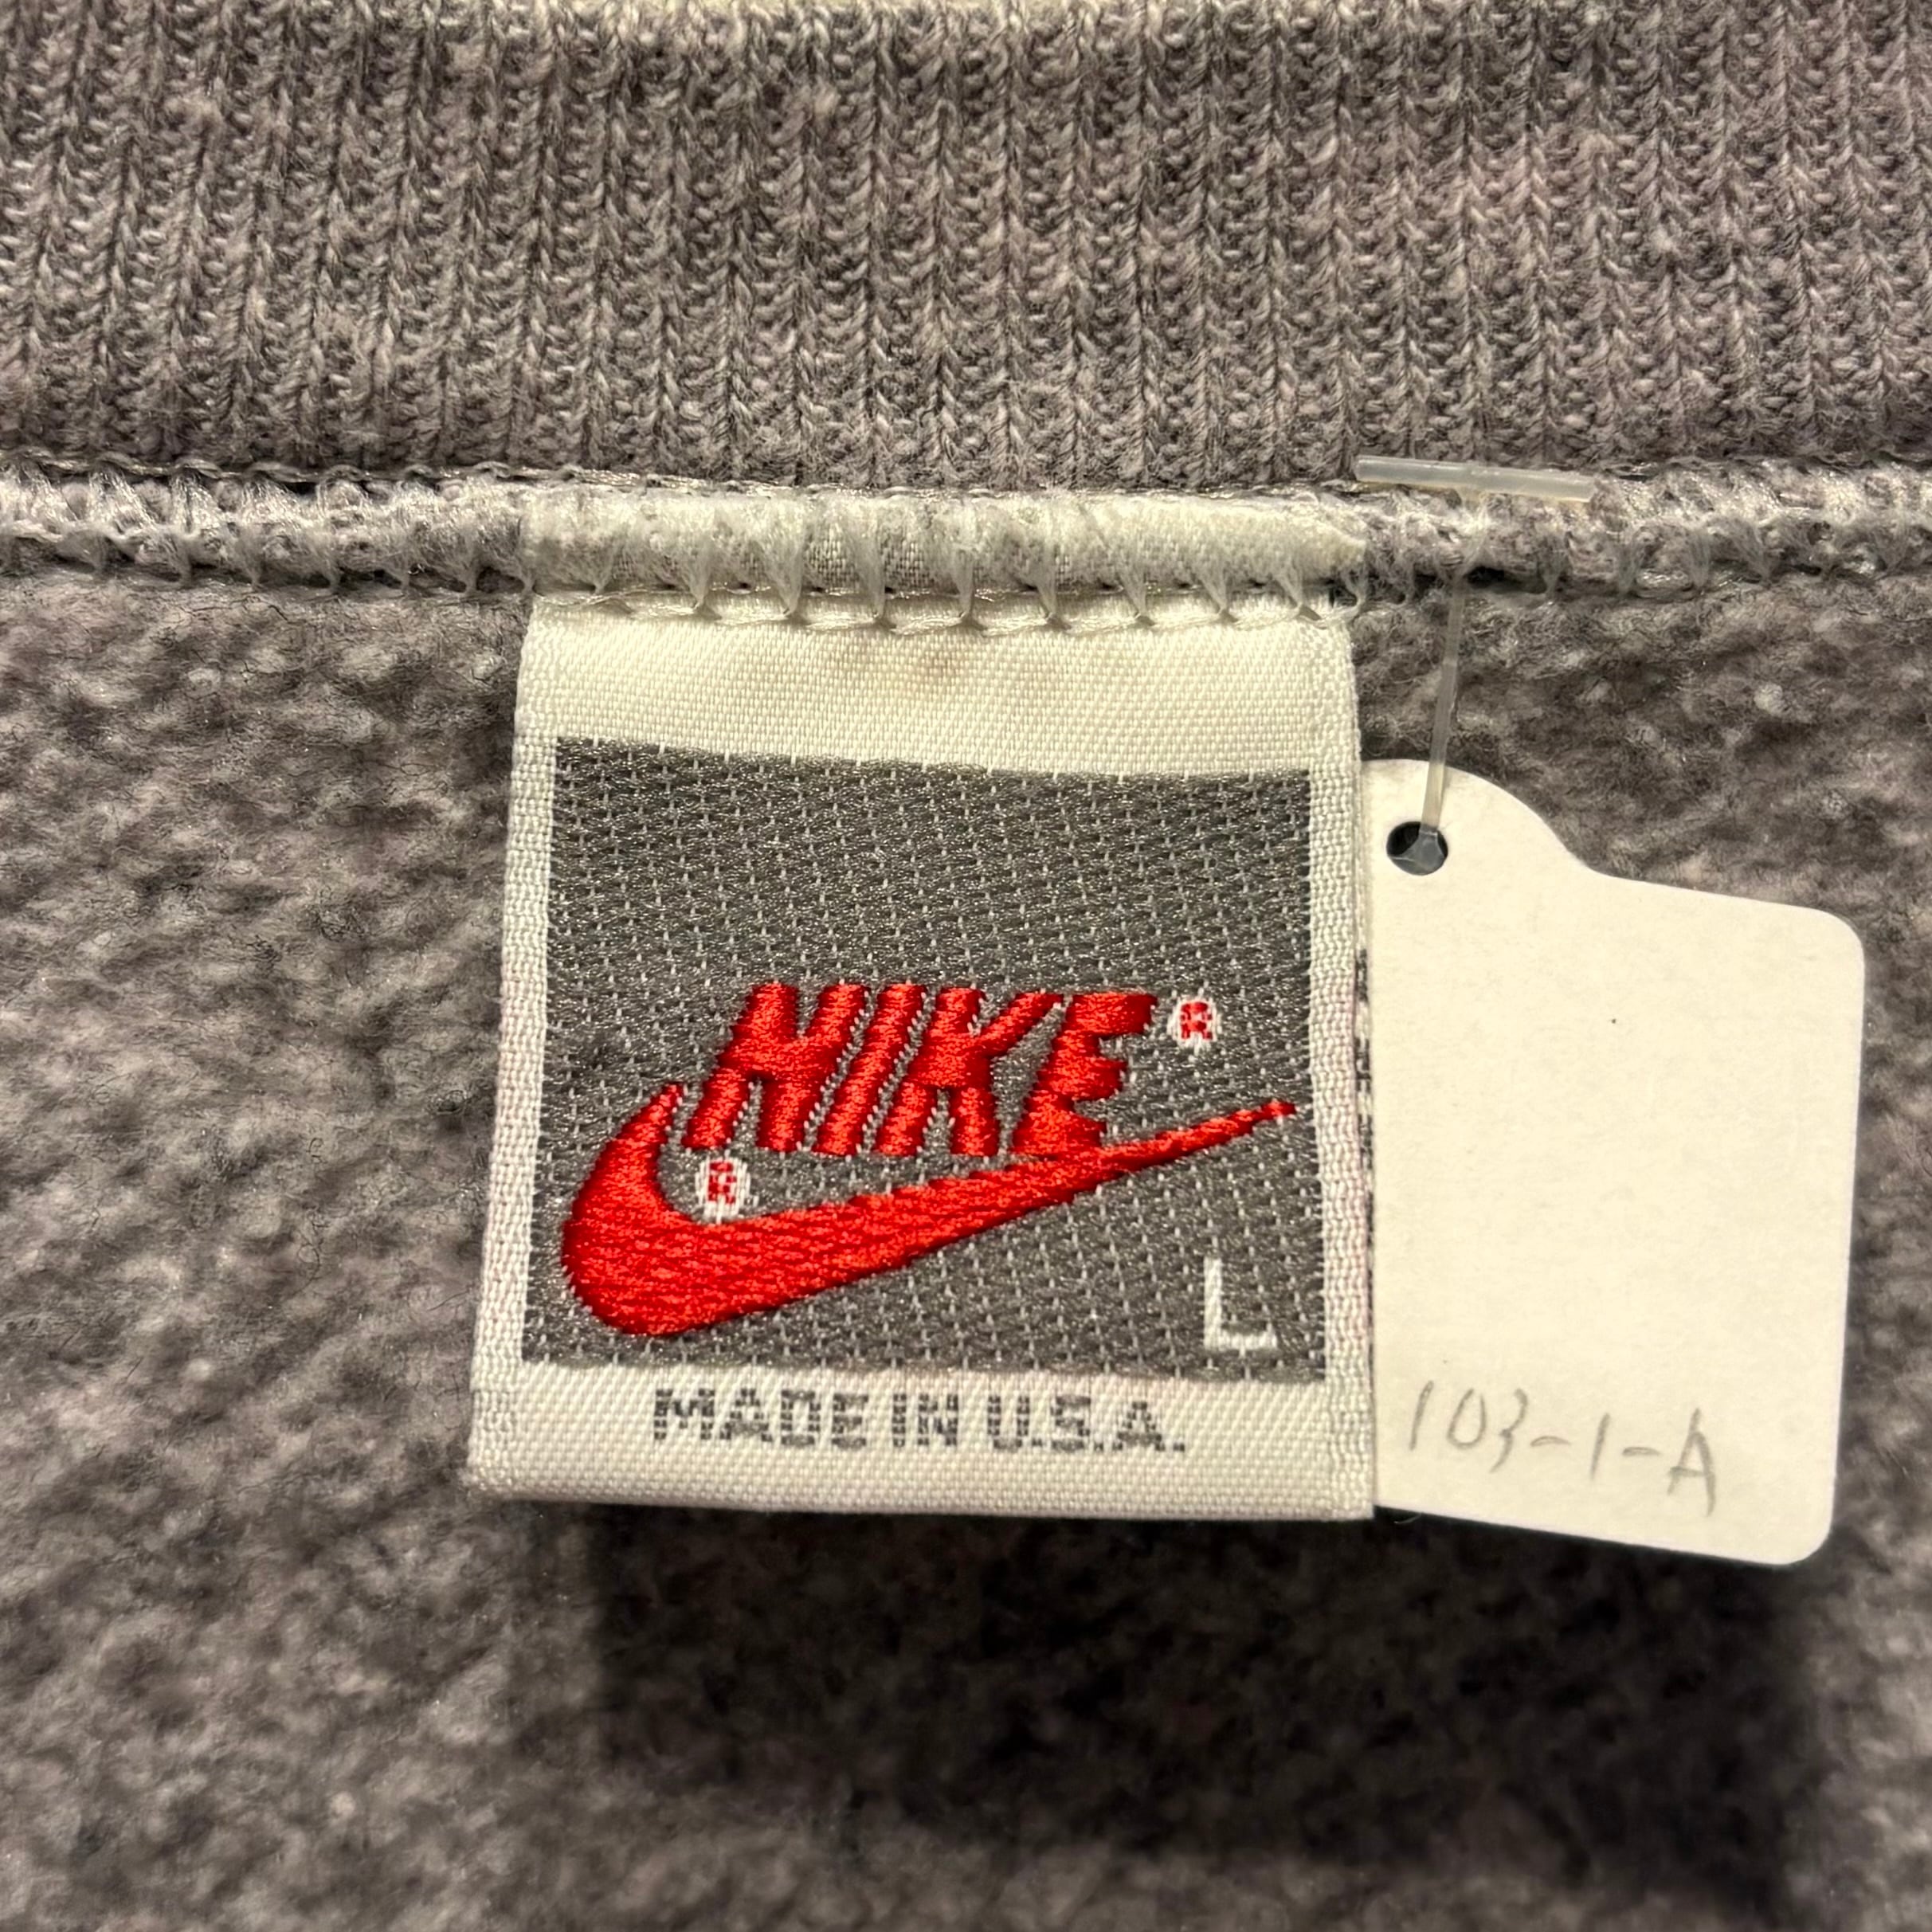 NIKE®
®
L
MADE IN U.S.A.
103-1-A